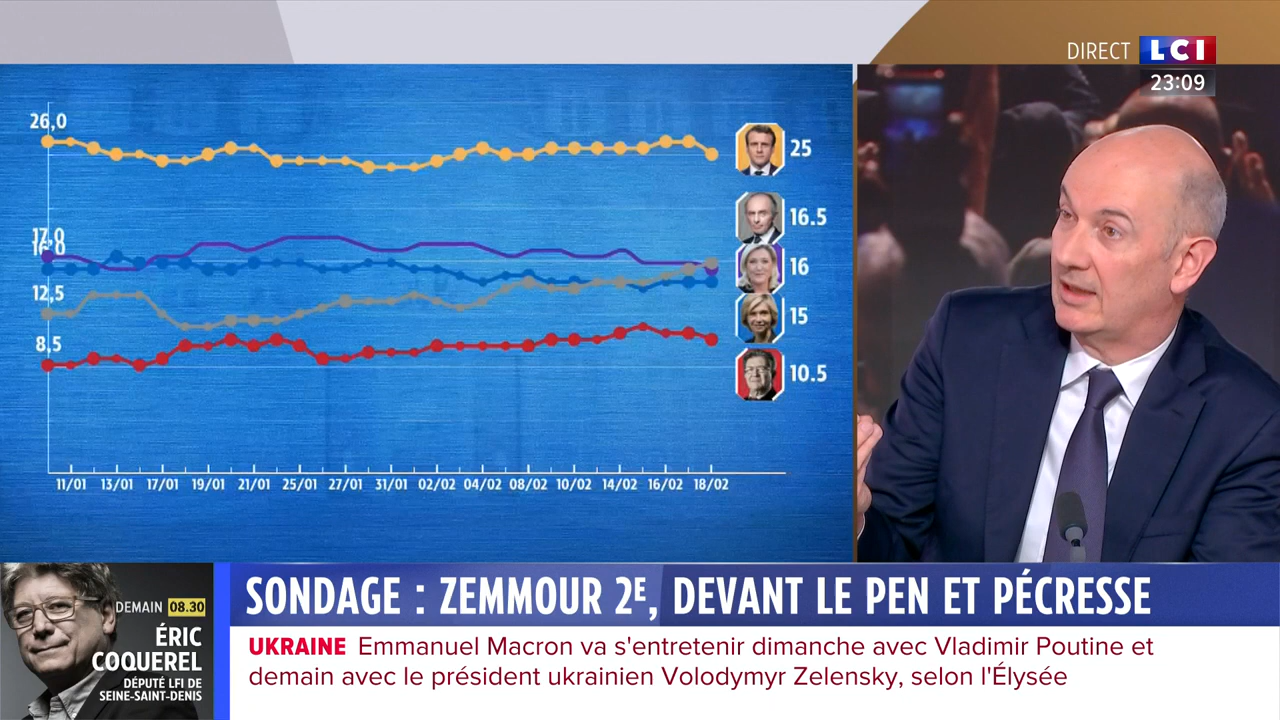 DIRECT LCI
23:09
26,0
17,0
16,0
12,5
8,5
25
16.5
16
15
10.5
11/01 13/01 17/01 19/01 21/01 25/01 27/01 31/01 02/02 04/02 08/02 10/02 14/02 16/02 18/02
DEMAIN 08.30
ÉRIC
COQUEREL
DÉPUTÉ LFI DE
SEINE-SAINT-DENIS
SONDAGE : ZEMMOUR 2E, DEVANT LE PEN ET PÉCRESSE
UKRAINE Emmanuel Macron va s'entretenir dimanche avec Vladimir Poutine et
demain avec le président ukrainien Volodymyr Zelensky, selon l'Élysée